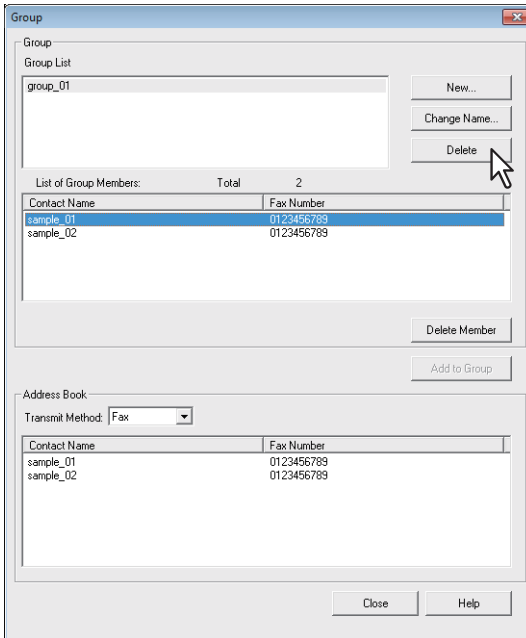 Group
Group
Group List
group_01
New...
Change Name...
Delete
List of Group Members: Total 2
Contact Name Fax Number
sample_01 0123456789
sample_02 0123456789
Delete Member
Add to Group
Address Book
Transmit Method: Fax
Contact Name Fax Number
sample_01 0123456789
sample_02 0123456789
Close Help